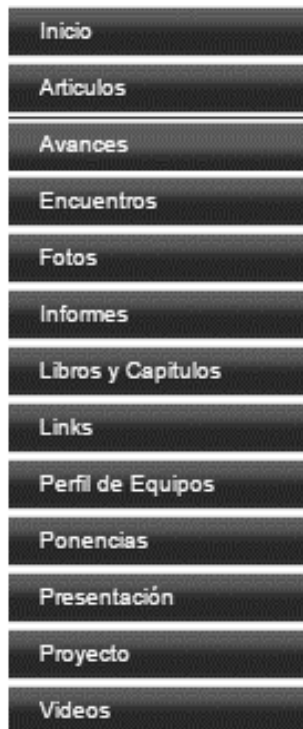 Inicio
Articulos
Avances
Encuentros
Fotos
Informes
Libros y Capitulos
Links
Perfil de Equipos
Ponencias
Presentación
Proyecto
Videos